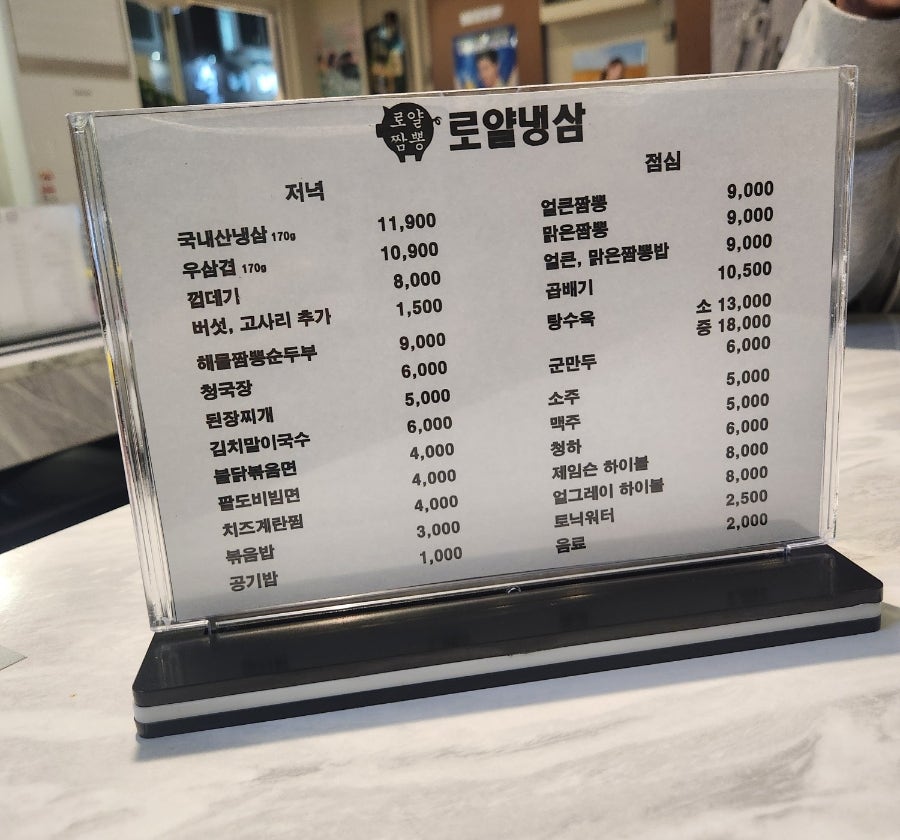 로얄
짬뽕
로얄냉삼
저녁
국내산냉삼 170g 11,900
우삼겹 170g 10,900
껍데기 8,000
버섯, 고사리 추가 1,500
해물짬뽕순두부 9,000
청국장 6,000
된장찌개 5,000
김치말이국수 6,000
불닭볶음면 4,000
팔도비빔면 4,000
치즈계란찜 4,000
볶음밥 3,000
공기밥 1,000
점심
얼큰짬뽕 9,000
맑은짬뽕 9,000
얼큰, 맑은짬뽕밥 9,000
곱배기 10,500
탕수육 소 13,000
중 18,000
군만두 6,000
소주 5,000
맥주 5,000
청하 6,000
제임슨 하이볼 8,000
얼그레이 하이볼 8,000
토닉워터 2,500
음료 2,000